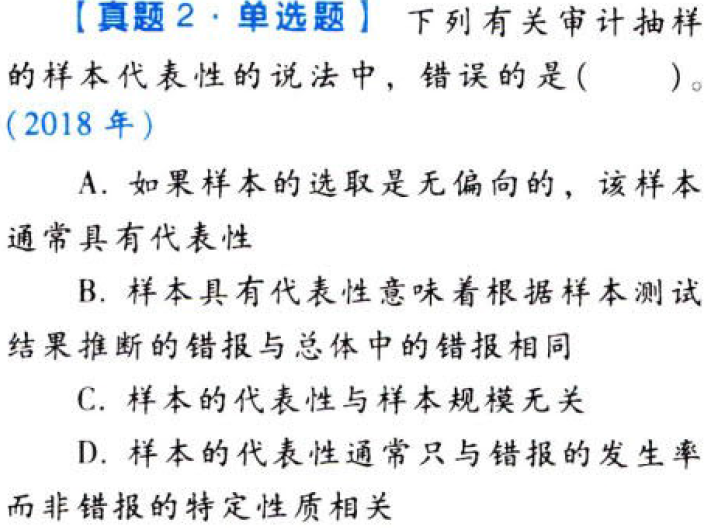 【真题2·单选题】 下列有关审计抽样
的样本代表性的说法中，错误的是(　　)。
(2018年)
A. 如果样本的选取是无偏向的，该样本
通常具有代表性
B. 样本具有代表性意味着根据样本测试
结果推断的错报与总体中的错报相同
C. 样本的代表性与样本规模无关
D. 样本的代表性通常只与错报的发生率
而非错报的特定性质相关